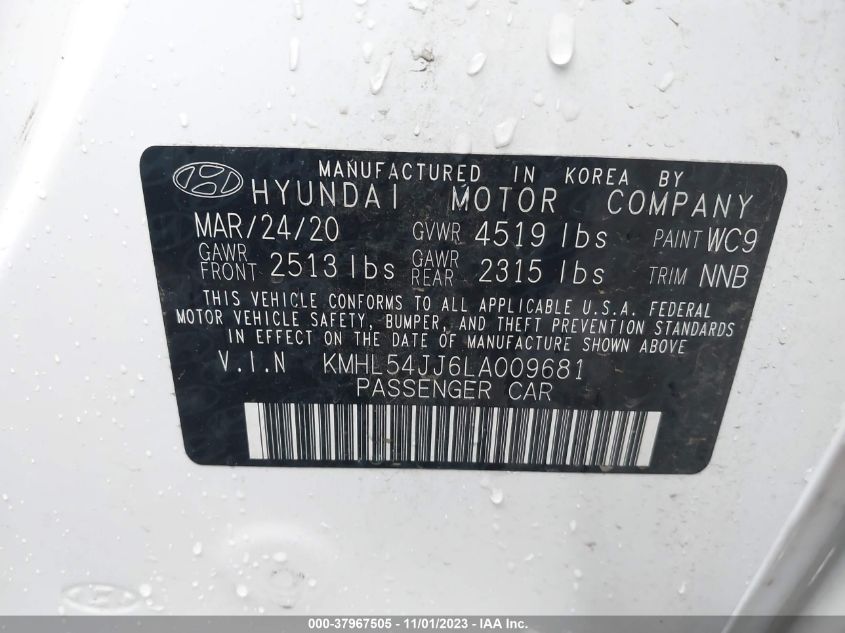 MANUFACTURED IN KOREA BY
HYUNDAI MOTOR COMPANY
MAR/24/20 GVWR 4519 lbs PAINT WC9
GAWR FRONT 2513 lbs GAWR REAR 2315 lbs TRIM NNB
THIS VEHICLE CONFORMS TO ALL APPLICABLE U.S.A. FEDERAL
MOTOR VEHICLE SAFETY, BUMPER, AND THEFT PREVENTION STANDARDS
IN EFFECT ON THE DATE OF MANUFACTURE SHOWN ABOVE
V.I.N KMHL54JJ6LA009681
PASSENGER CAR
000-37967505 - 11/01/2023 - IAA Inc.